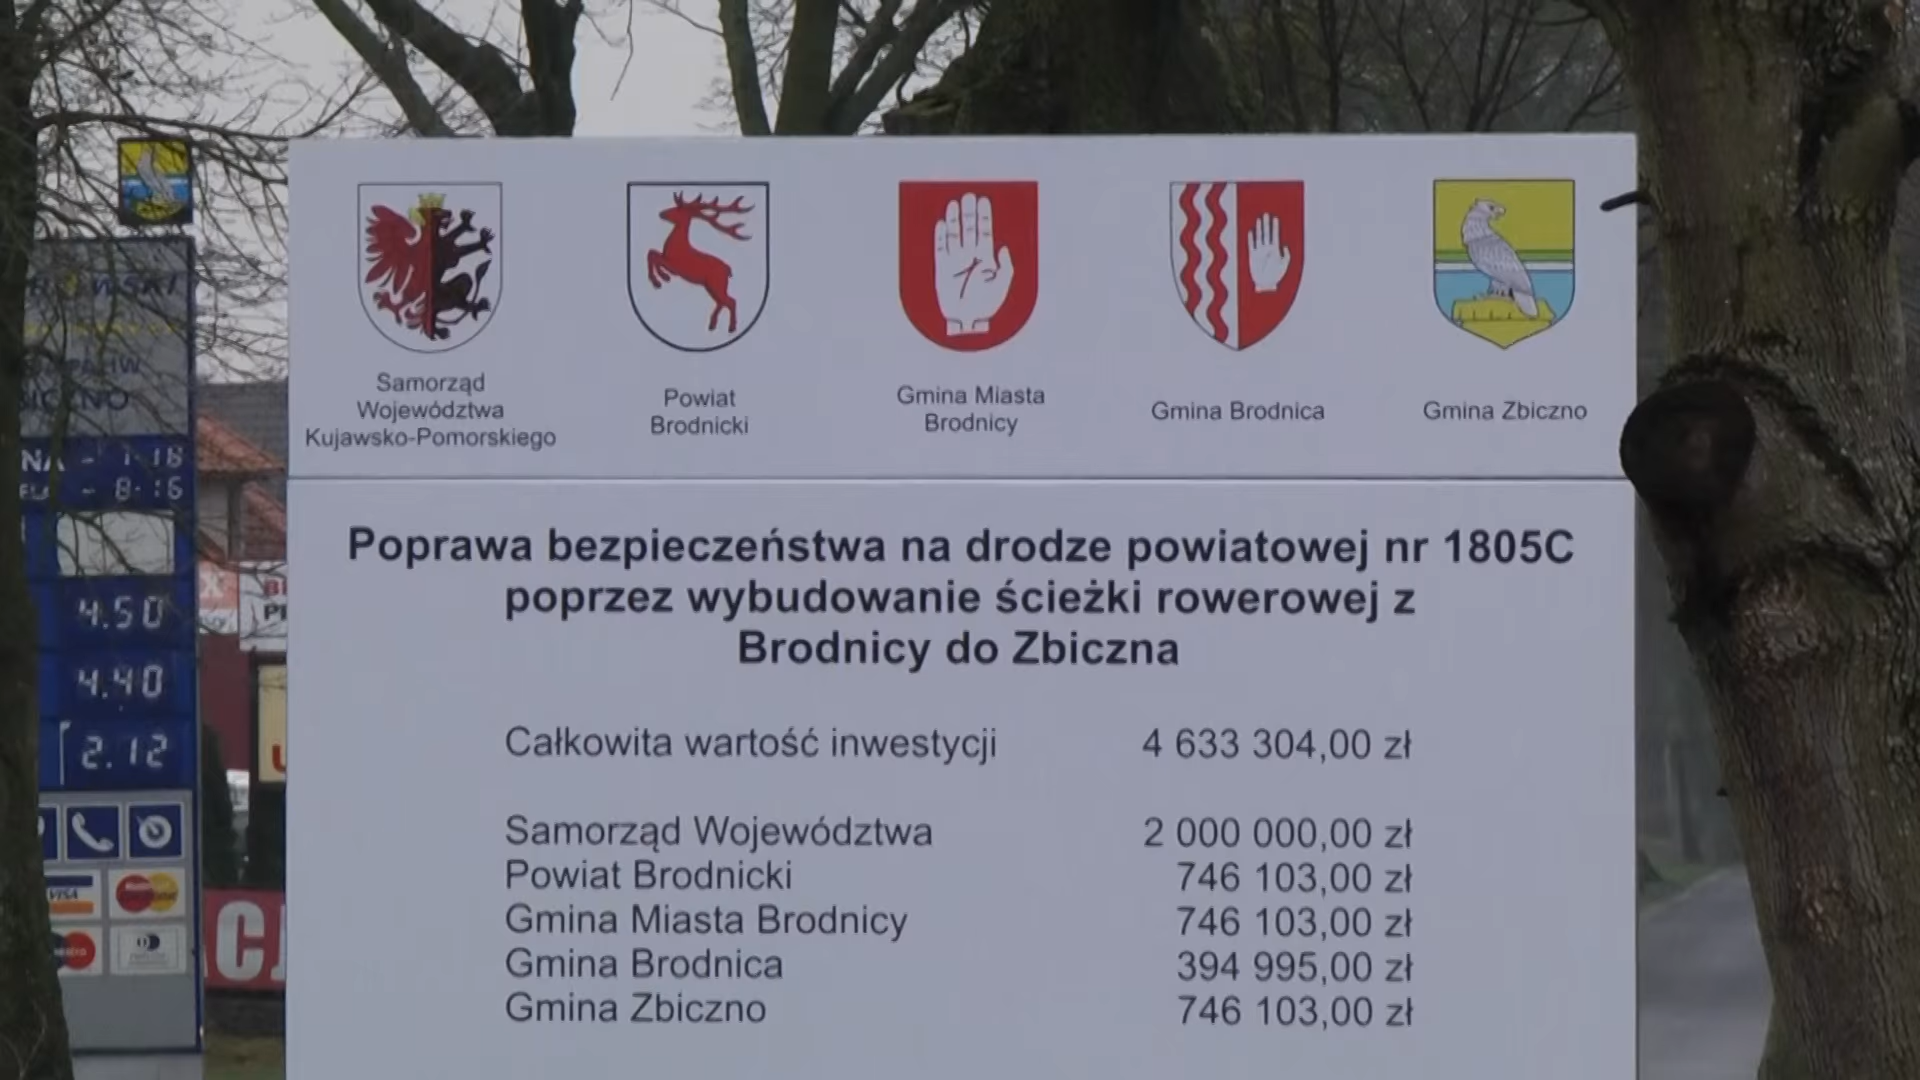 Samorząd
Województwa
Kujawsko-Pomorskiego
Powiat
Brodnicki
Gmina Miasta
Brodnicy
Gmina Brodnica
Gmina Zbiczno
Poprawa bezpieczeństwa na drodze powiatowej nr 1805C
poprzez wybudowanie ścieżki rowerowej z
Brodnicy do Zbiczna
Całkowita wartość inwestycji 4 633 304,00 zł
Samorząd Województwa 2 000 000,00 zł
Powiat Brodnicki 746 103,00 zł
Gmina Miasta Brodnicy 746 103,00 zł
Gmina Brodnica 394 995,00 zł
Gmina Zbiczno 746 103,00 zł
4.50
4.40
2.12
VISA